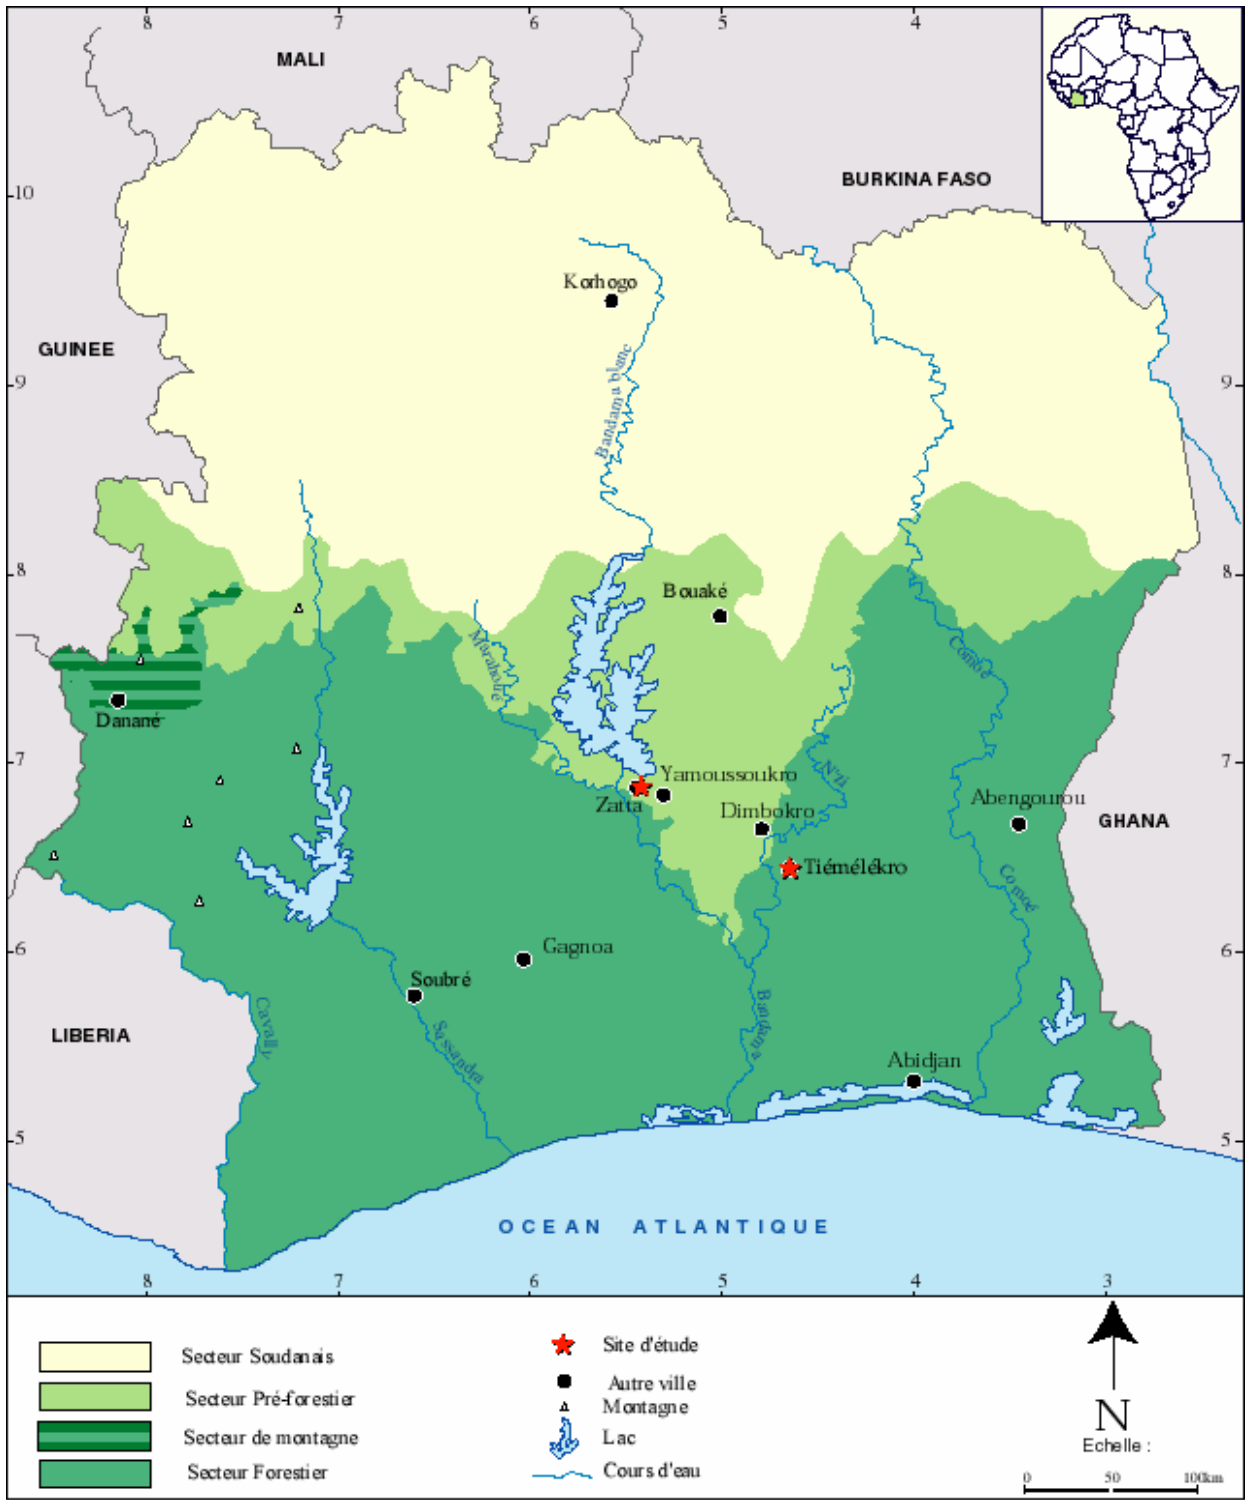 8 7 6 5 4
MALI
BURKINA FASO
10
Korhogo
GUINEE
Bandama blanc
9 9
8 8
Bouaké
Marahoué
Comoé
Danané
7 7
Yamoussoukro
N'zi
Zatta
Dimbokro
Abengourou
GHANA
Tiémélékro
Comoé
6 6
Gagnoa
Soubré
Cavally
Sassandra
Bandama
LIBERIA
Abidjan
5 5
OCEAN ATLANTIQUE
8 7 6 5 4 3
Secteur Soudanais
Secteur Pré-forestier
Secteur de montagne
Secteur Forestier
Site d'étude
Autre ville
Montagne
Lac
Cours d'eau
N
Echelle :
0 50 100km